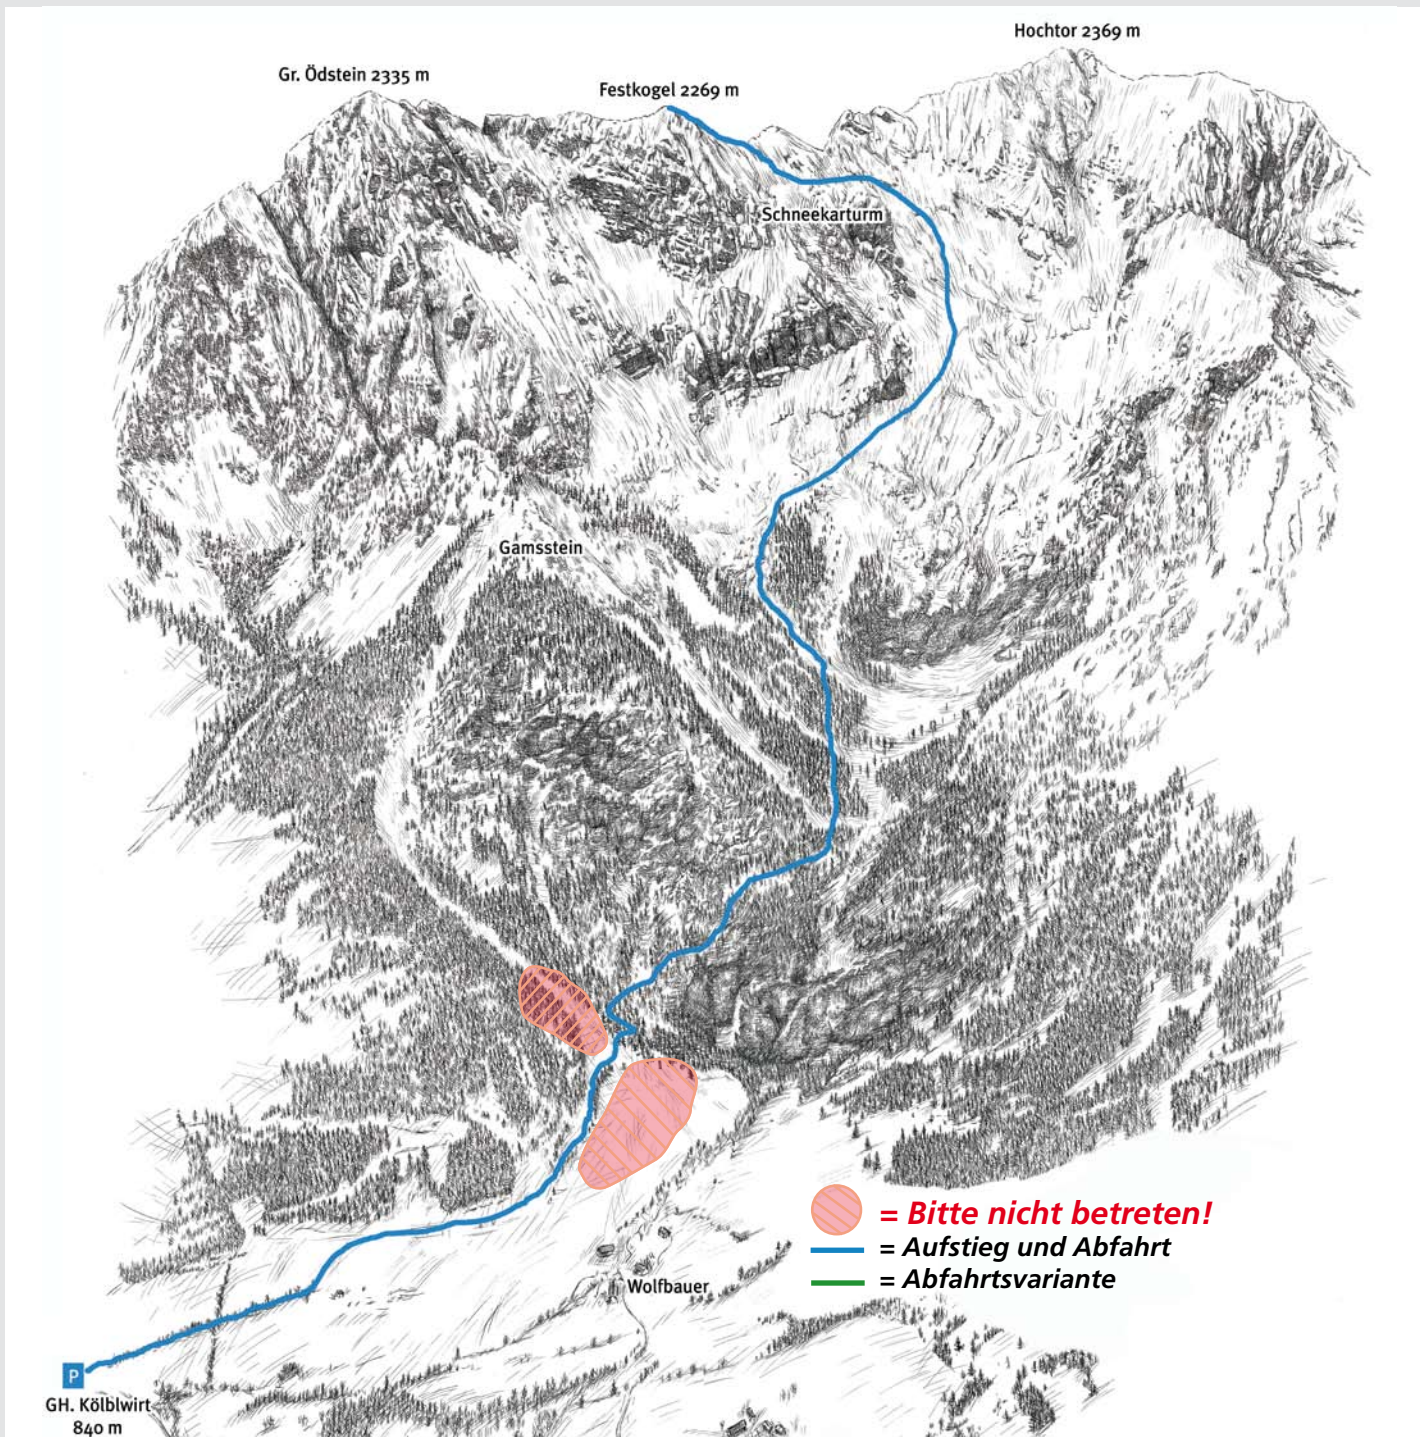 Hochtor 2369 m
Gr. Ödstein 2335 m
Festkogel 2269 m
Schneekarturm
Gamsstein
= Bitte nicht betreten!
= Aufstieg und Abfahrt
= Abfahrtsvariante
Wolfbauer
P
GH. Kölblwirt
840 m